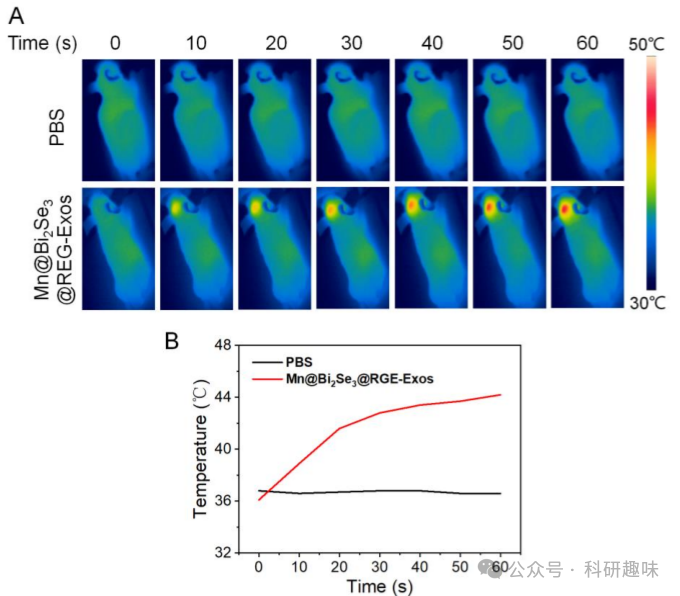 A
Time (s) 0 10 20 30 40 50 60
50℃
PBS
Mn@Bi₂Se₃
@REG-Exos
30℃
B
48
44
40
36
32
Temperature (℃)
PBS
Mn@Bi₂Se₃@RGE-Exos
0 10 20 30 40 50 60
Time (s)
公众号 · 科研趣味